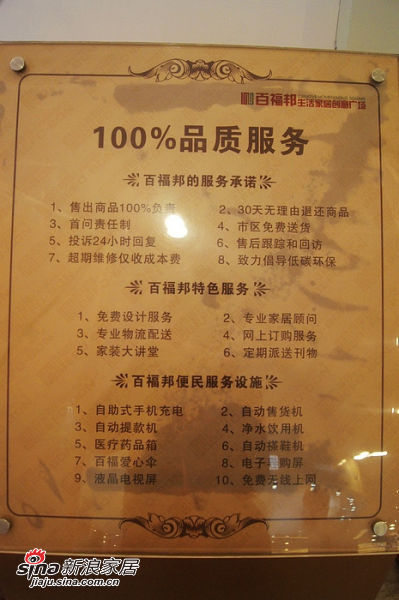 百福邦 生活家居创意广场
100%品质服务
百福邦的服务承诺
1、售出商品100%负责 2、30天无理由退还商品
3、首问责任制 4、市区免费送货
5、投诉24小时回复 6、售后跟踪和回访
7、超期维修仅收成本费 8、致力倡导低碳环保
百福邦特色服务
1、免费设计服务 2、专业家居顾问
3、专业物流配送 4、网上订购服务
5、家装大讲堂 6、定期派送刊物
百福邦便民服务设施
1、自助式手机充电 2、自动售货机
3、自动提款机 4、净水饮用机
5、医疗药品箱 6、自动擦鞋机
7、百福爱心伞 8、电子导购屏
9、液晶电视屏 10、免费无线上网
sina新浪家居
jiaju.sina.com.cn